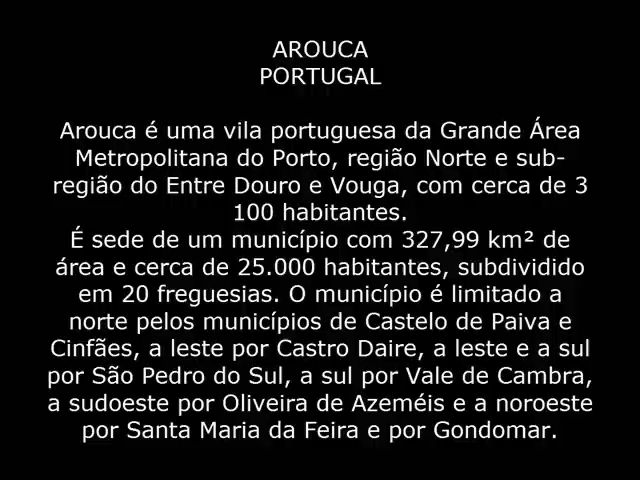 AROUCA
PORTUGAL
Arouca é uma vila portuguesa da Grande Área
Metropolitana do Porto, região Norte e sub-
região do Entre Douro e Vouga, com cerca de 3
100 habitantes.
É sede de um município com 327,99 km² de
área e cerca de 25.000 habitantes, subdividido
em 20 freguesias. O município é limitado a
norte pelos municípios de Castelo de Paiva e
Cinfães, a leste por Castro Daire, a leste e a sul
por São Pedro do Sul, a sul por Vale de Cambra,
a sudoeste por Oliveira de Azeméis e a noroeste
por Santa Maria da Feira e por Gondomar.